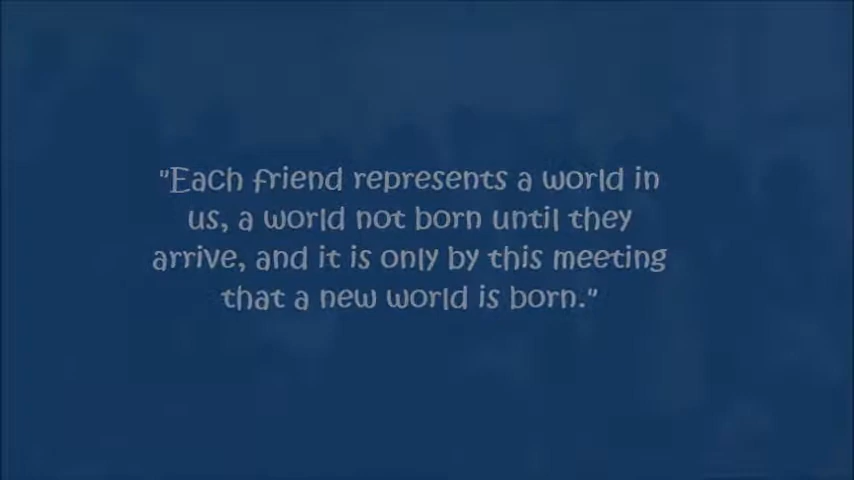 "Each friend represents a world in
us, a world not born until they
arrive, and it is only by this meeting
that a new world is born."